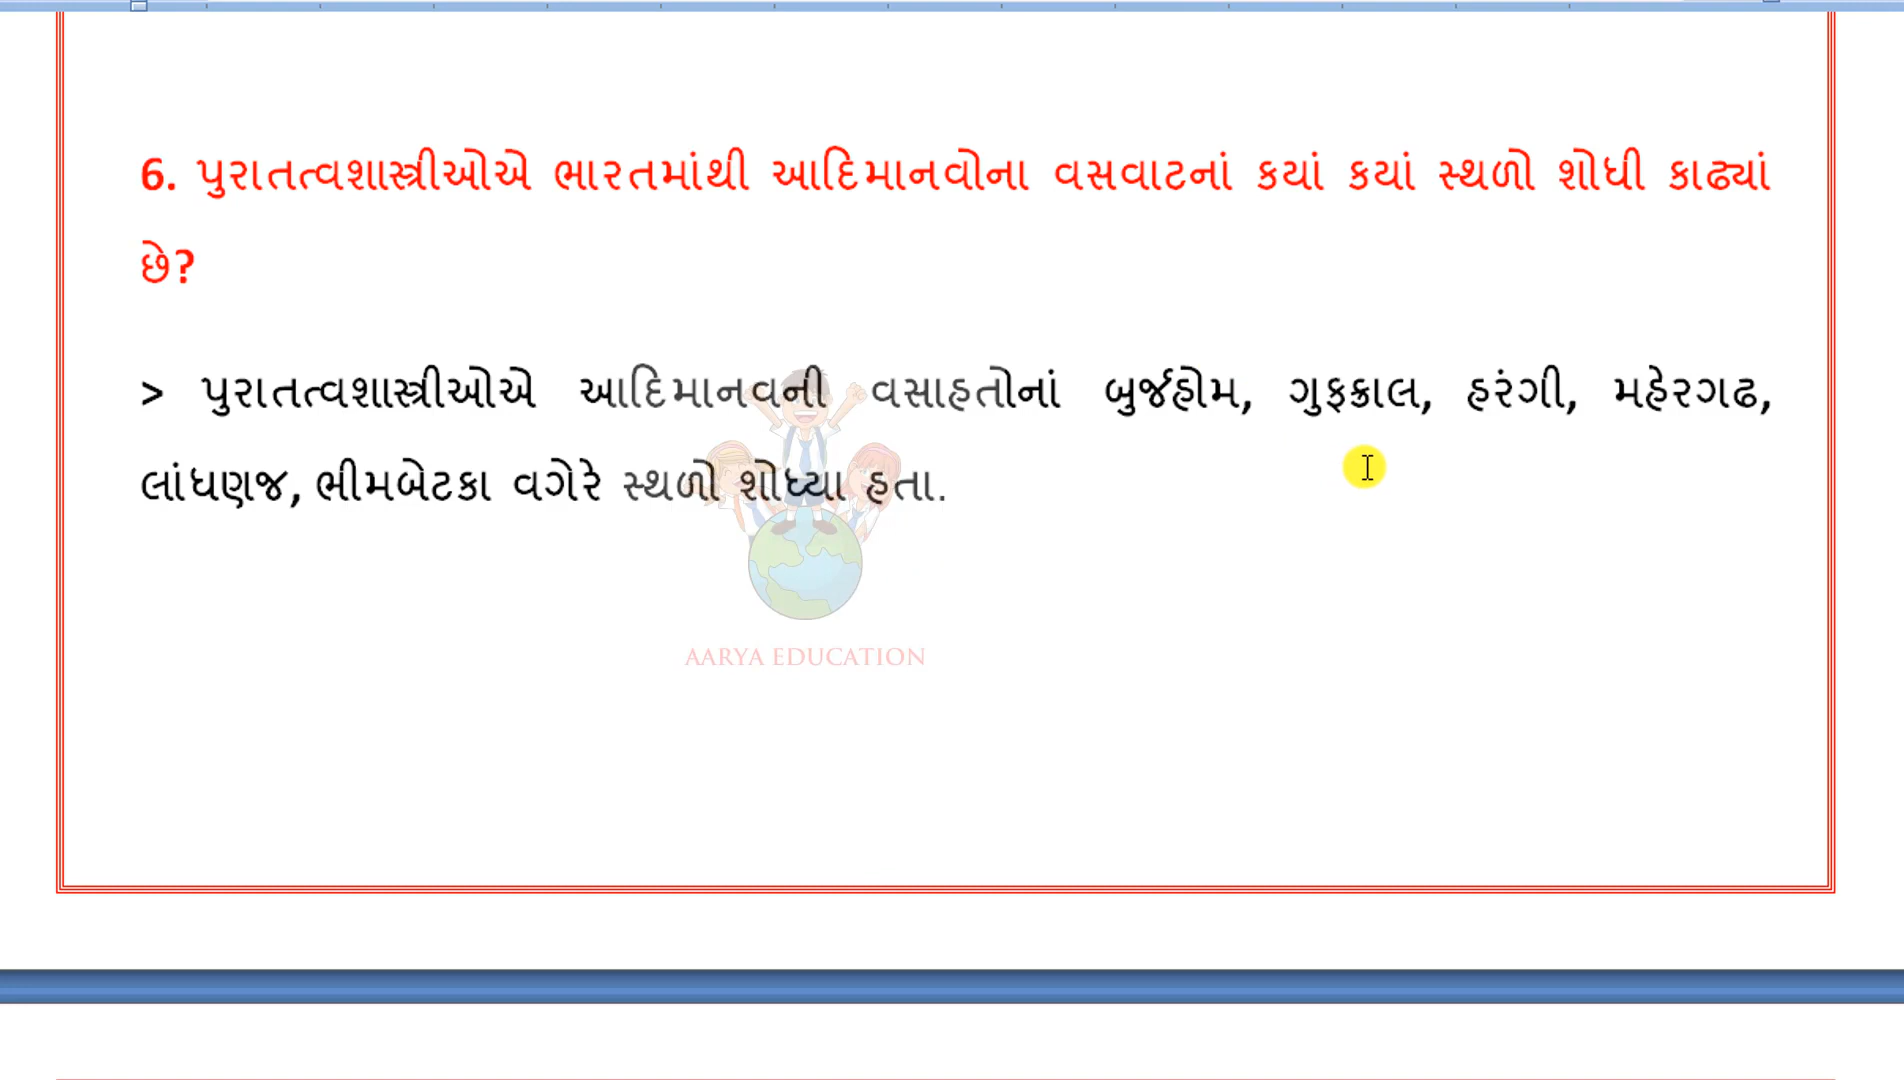 6. પુરાતત્વશાસ્ત્રીઓએ ભારતમાંથી આદિમાનવોના વસવાટનાં કયાં કયાં સ્થળો શોધી કાઢ્યાં
છે?
> પુરાતત્વશાસ્ત્રીઓએ આદિમાનવની વસાહતોનાં બુર્જહોમ, ગુફક્રાલ, હરંગી, મહેરગઢ,
લાંધણજ, ભીમબેટકા વગેરે સ્થળો શોધ્યા હતા.
AARYA EDUCATION